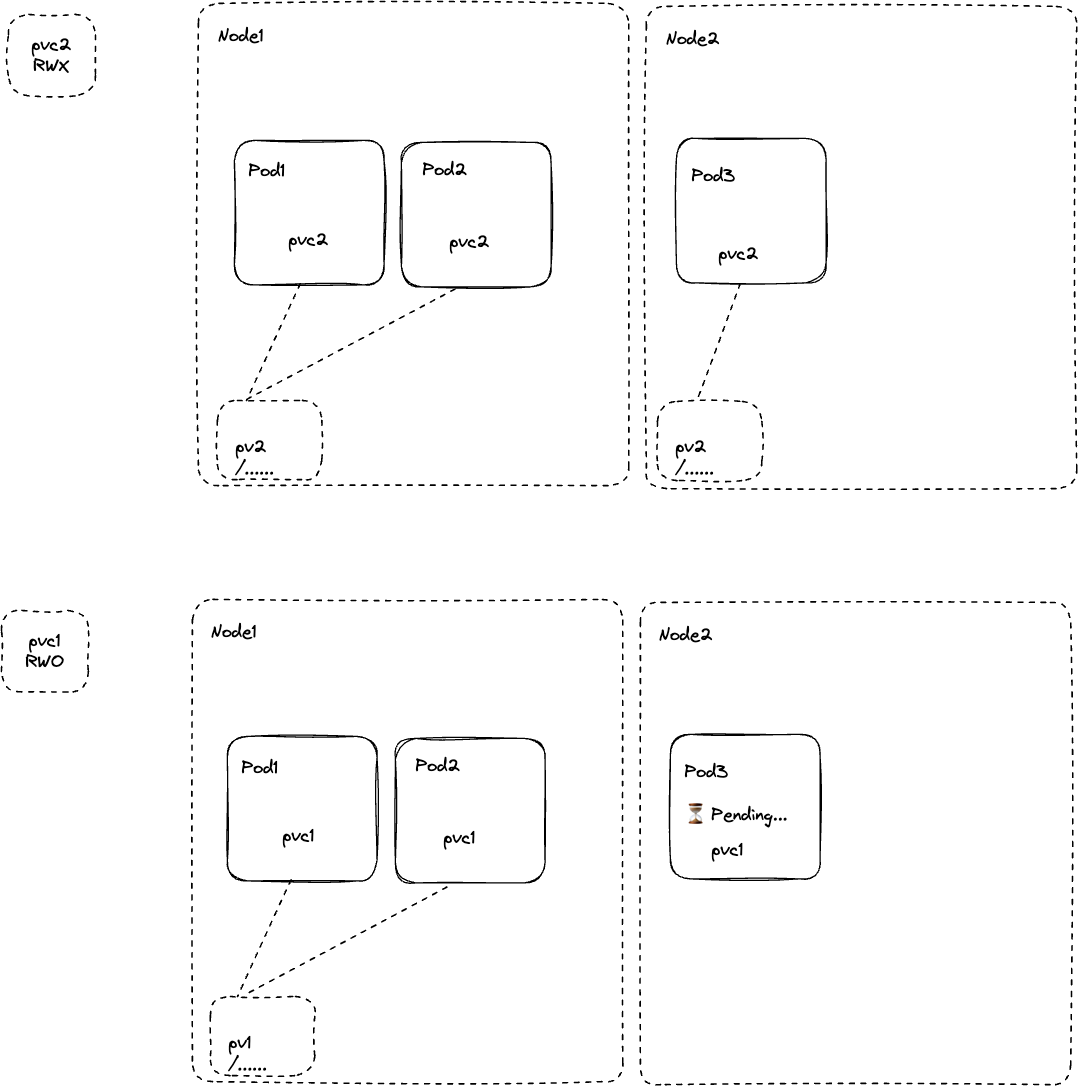 pvc2
RWX
Node1
Node2
Pod1
Pod2
Pod3
pvc2
pvc2
pvc2
pv2
/......
pv2
/......
pvc1
RWO
Node1
Node2
Pod1
Pod2
Pod3
⏳ Pending...
pvc1
pvc1
pvc1
pv1
/......